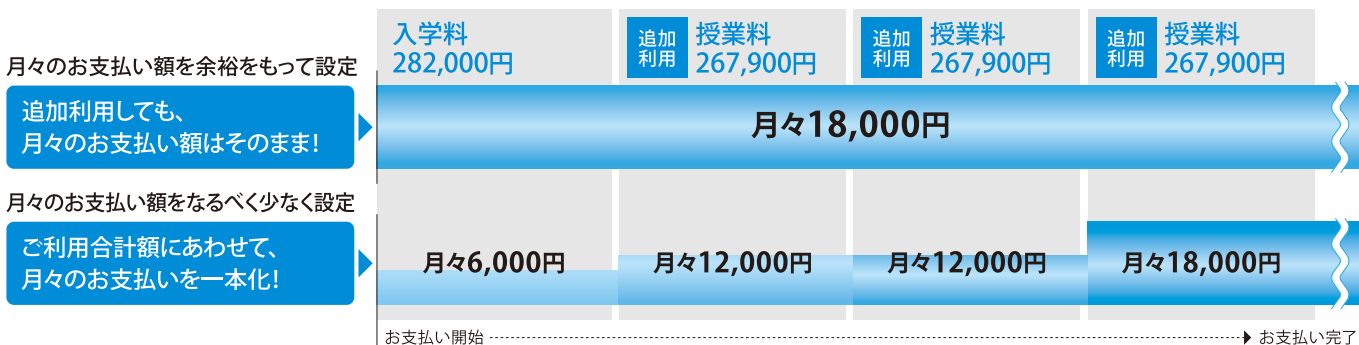 入学料
282,000円
追加
利用
授業料
267,900円
追加
利用
授業料
267,900円
追加
利用
授業料
267,900円
月々のお支払い額を余裕をもって設定
追加利用しても、
月々のお支払い額はそのまま!
月々18,000円
月々のお支払い額をなるべく少なく設定
ご利用合計額にあわせて、
月々のお支払いを一本化!
月々6,000円
月々12,000円
月々12,000円
月々18,000円
お支払い開始
お支払い完了